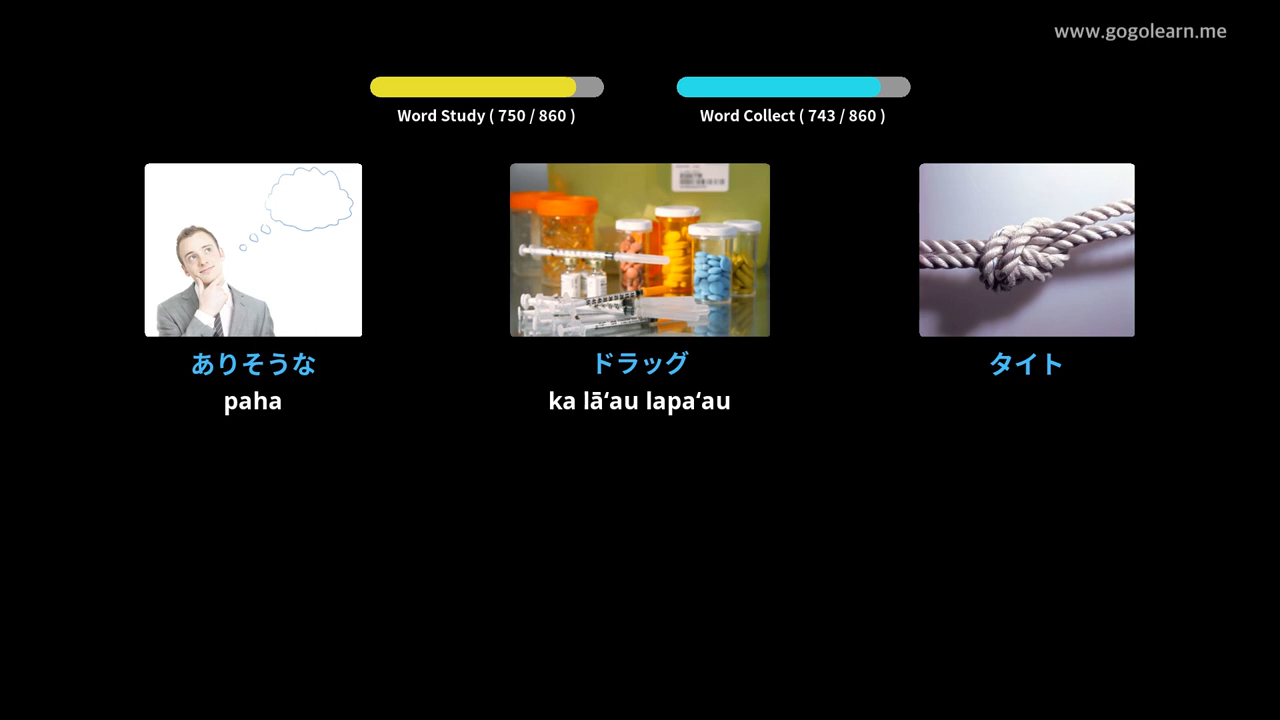 www.gogolearn.me
Word Study ( 750 / 860 )
Word Collect ( 743 / 860 )
ありそうな
ドラッグ
タイト
paha
ka lāʻau lapaʻau